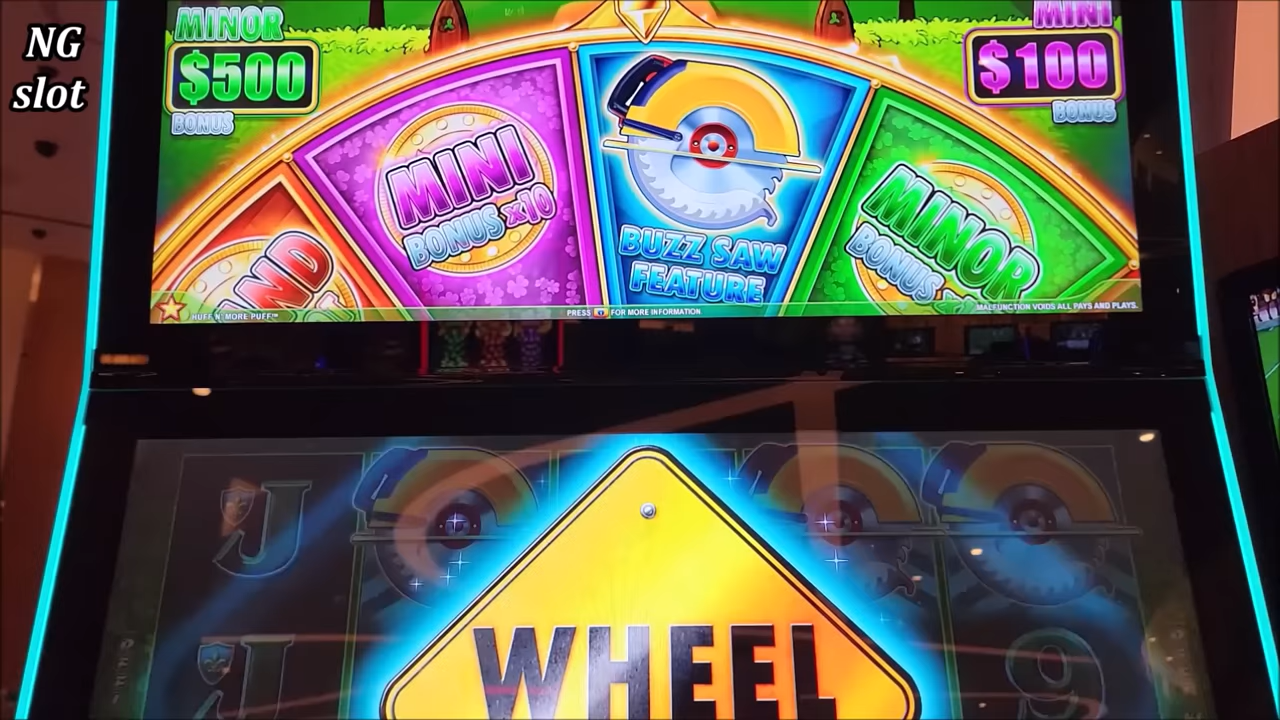 NG
slot
MINOR
$500
BONUS
MINI
$100
BONUS
MINI
BONUS x10
BUZZ SAW
FEATURE
MINOR
BONUS
HUFF N' MORE PUFF™
PRESS
FOR MORE INFORMATION
MALFUNCTION VOIDS ALL PAYS AND PLAYS.
J
J
9
WHEEL